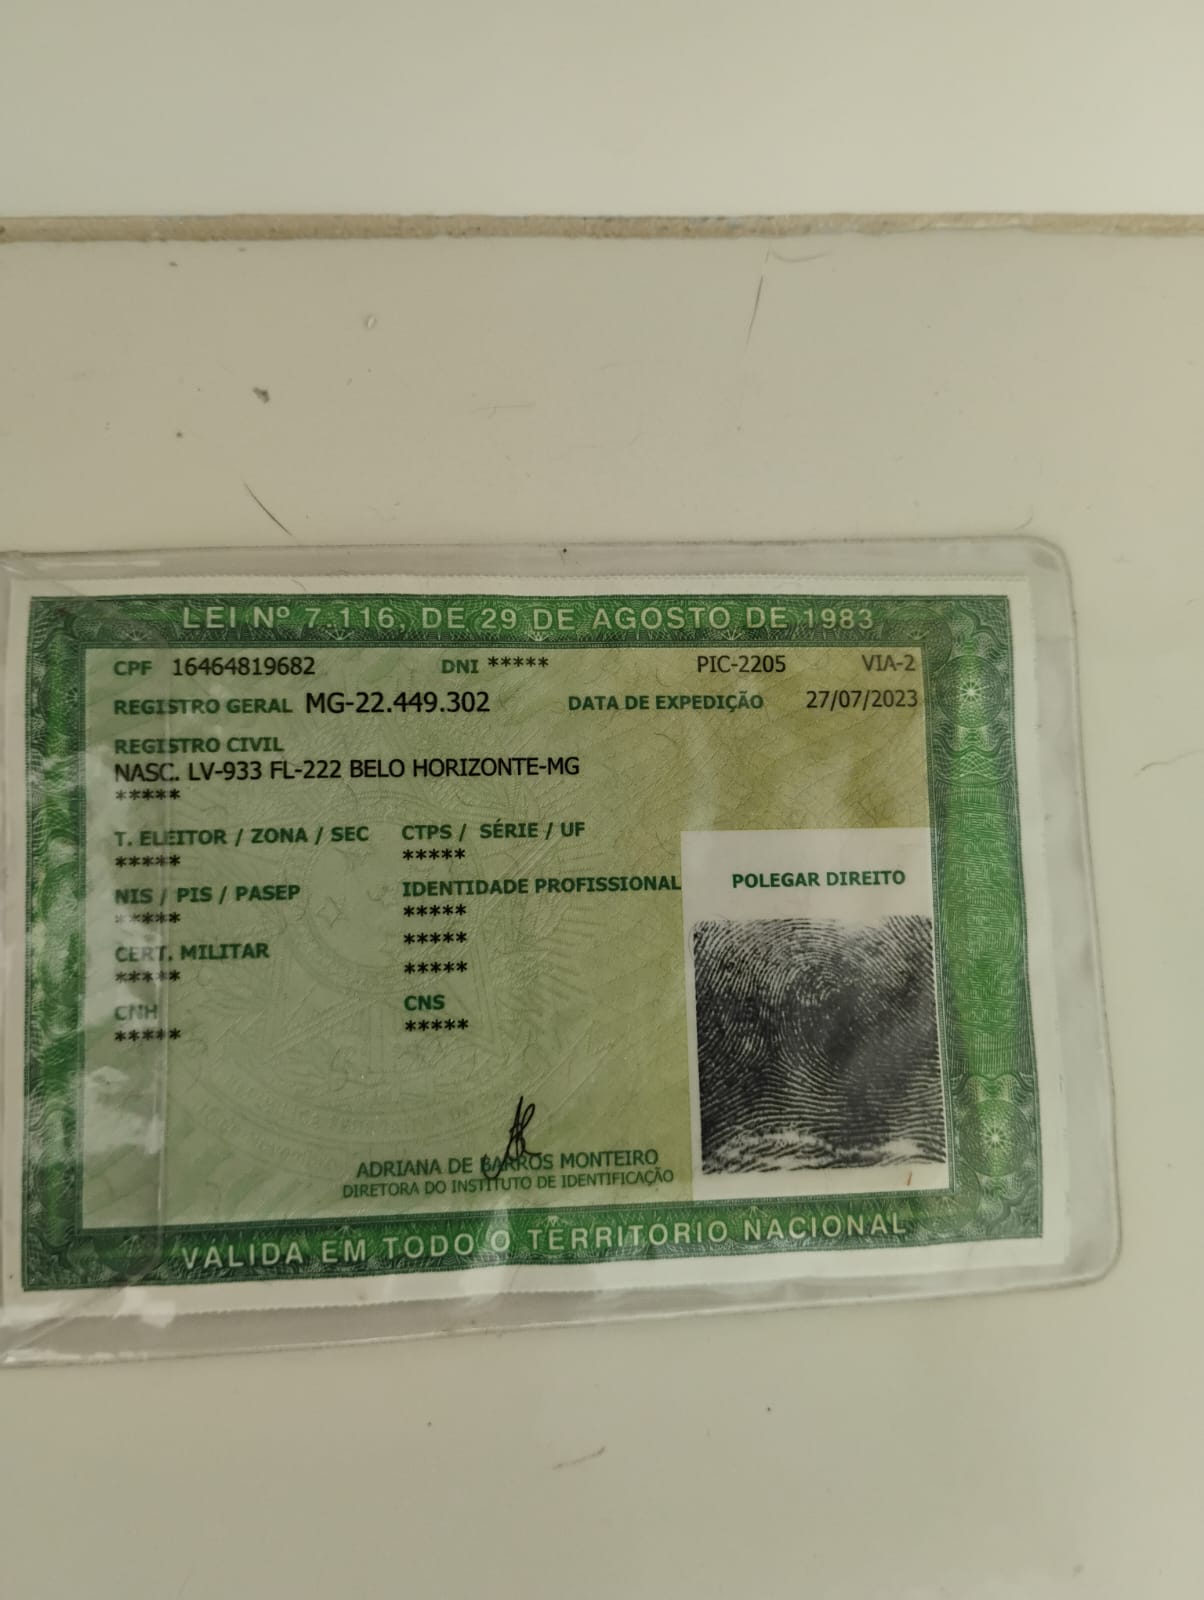 LEI Nº 7.116, DE 29 DE AGOSTO DE 1983
CPF 16464819682 DNI ***** PIC-2205 VIA-2
REGISTRO GERAL MG-22.449.302 DATA DE EXPEDIÇÃO 27/07/2023
REGISTRO CIVIL
NASC. LV-933 FL-222 BELO HORIZONTE-MG
*****
T. ELEITOR / ZONA / SEC CTPS / SÉRIE / UF
***** *****
NIS / PIS / PASEP IDENTIDADE PROFISSIONAL POLEGAR DIREITO
***** *****
*****
CERT. MILITAR
***** *****
CNH CNS
***** *****
ADRIANA DE BARROS MONTEIRO
DIRETORA DO INSTITUTO DE IDENTIFICAÇÃO
VÁLIDA EM TODO O TERRITÓRIO NACIONAL